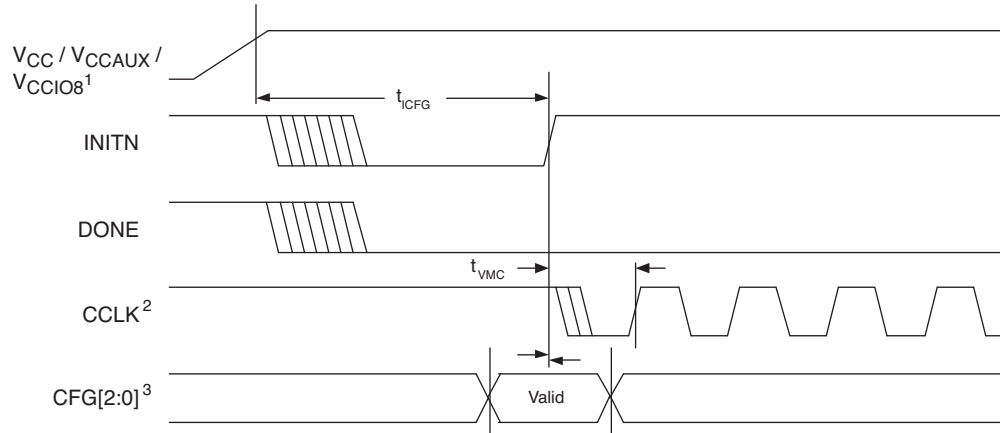 VCC / VCCAUX /
VCCIO8¹
tICFG
INITN
DONE
tVMC
CCLK²
CFG[2:0]³
Valid